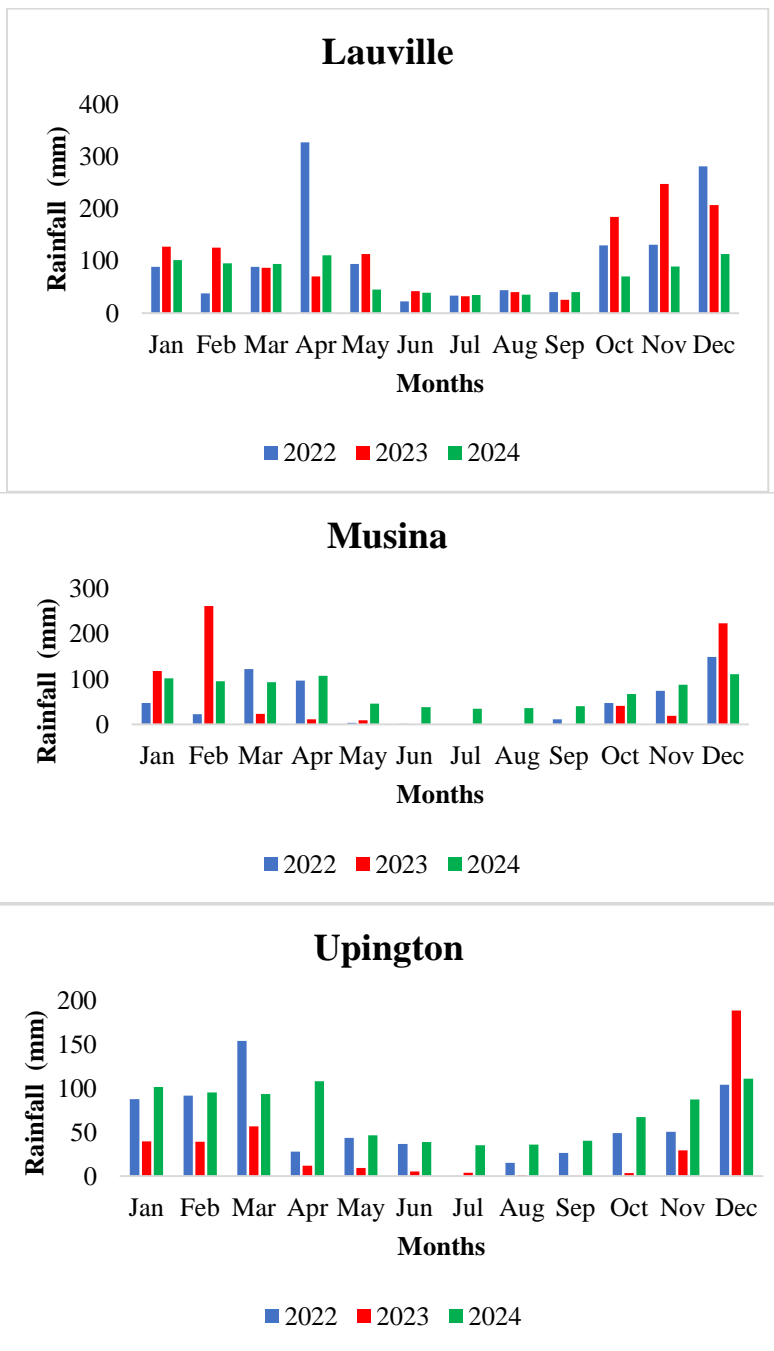 Lauville
400
300
200
100
0
Rainfall (mm)
Jan Feb Mar Apr May Jun Jul Aug Sep Oct Nov Dec
Months
2022 2023 2024
Musina
300
200
100
0
Rainfall (mm)
Jan Feb Mar Apr May Jun Jul Aug Sep Oct Nov Dec
Months
2022 2023 2024
Upington
200
150
100
50
0
Rainfall (mm)
Jan Feb Mar Apr May Jun Jul Aug Sep Oct Nov Dec
Months
2022 2023 2024